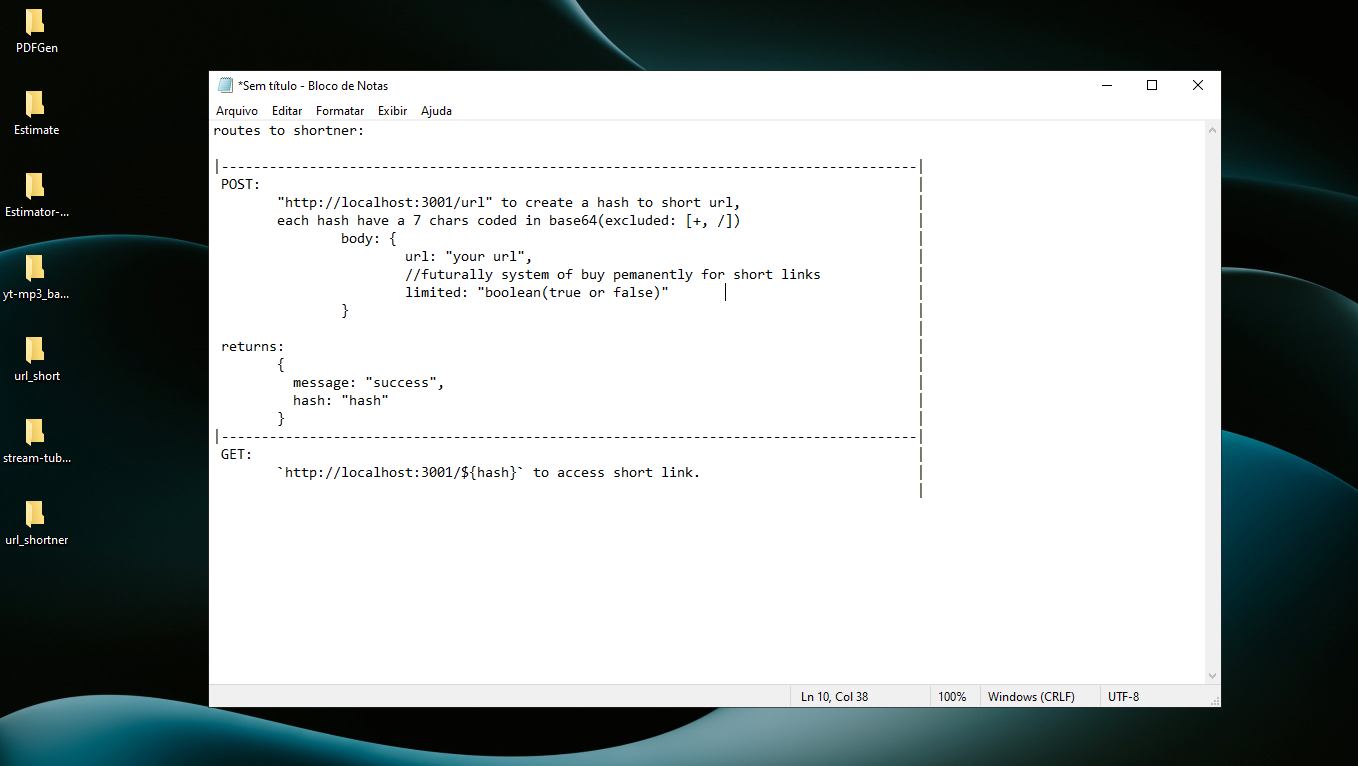 PDFGen
Estimate
Estimator-...
yt-mp3_ba...
url_short
stream-tub...
url_shortner
*Sem título - Bloco de Notas
Arquivo Editar Formatar Exibir Ajuda
routes to shortner:
|---------------------------------------------------------------------------------------|
POST:
"http://localhost:3001/url" to create a hash to short url,
each hash have a 7 chars coded in base64(excluded: [+, /])
body: {
url: "your url",
//futurally system of buy pemanently for short links
limited: "boolean(true or false)"
}
returns:
{
message: "success",
hash: "hash"
}
|---------------------------------------------------------------------------------------|
GET:
`http://localhost:3001/${hash}` to access short link.
Ln 10, Col 38 100% Windows (CRLF) UTF-8